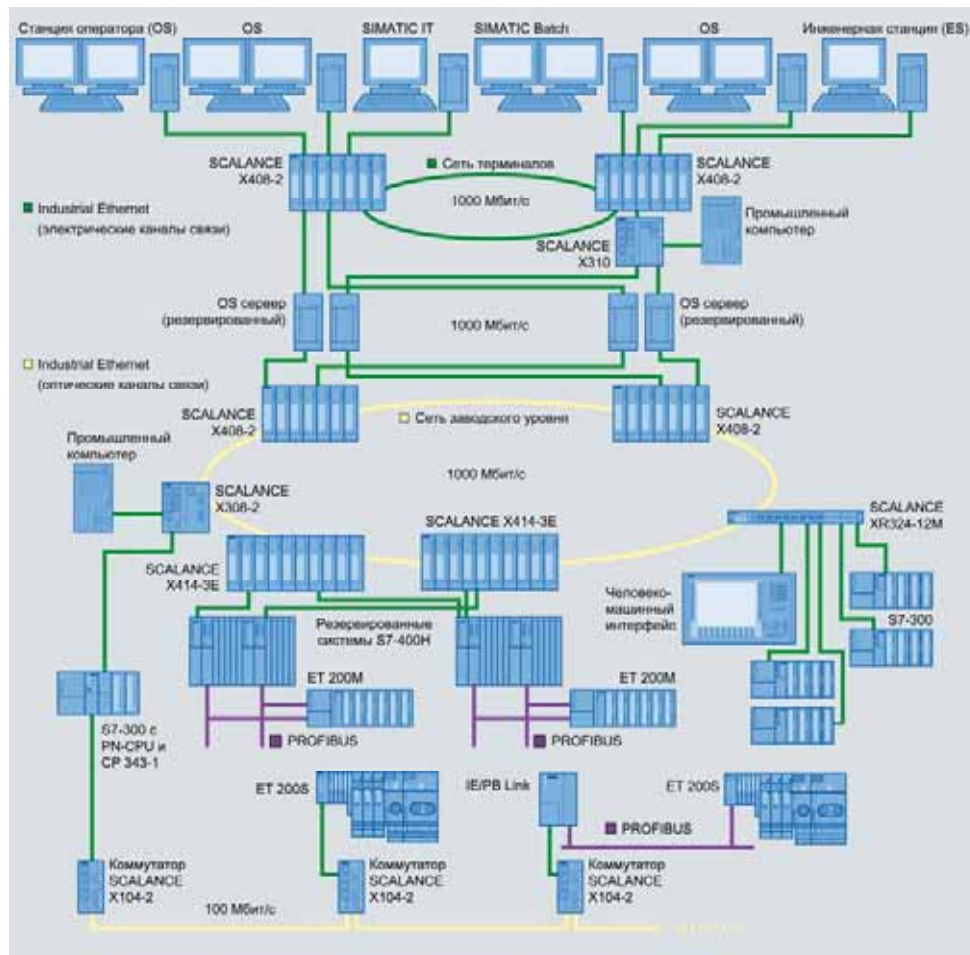 Станция оператора (OS)
OS
SIMATIC IT
SIMATIC Batch
OS
Инженерная станция (ES)
SCALANCE
X408-2
Сеть терминалов
SCALANCE
X408-2
1000 Мбит/с
Industrial Ethernet
(электрические каналы связи)
Промышленный
компьютер
SCALANCE
X310
OS сервер
(резервированный)
1000 Мбит/с
OS сервер
(резервированный)
Industrial Ethernet
(оптические каналы связи)
SCALANCE
X408-2
Сеть заводского уровня
SCALANCE
X408-2
Промышленный
компьютер
1000 Мбит/с
SCALANCE
X308-2
SCALANCE X414-3E
SCALANCE
XR324-12M
SCALANCE
X414-3E
Человеко-
машинный
интерфейс
Резервированные
системы S7-400H
S7-300
ET 200M
ET 200M
S7-300 с
PN-CPU и
CP 343-1
PROFIBUS
PROFIBUS
ET 200S
IE/PB Link
ET 200S
PROFIBUS
Коммутатор
SCALANCE
X104-2
Коммутатор
SCALANCE
X104-2
Коммутатор
SCALANCE
X104-2
100 Мбит/с